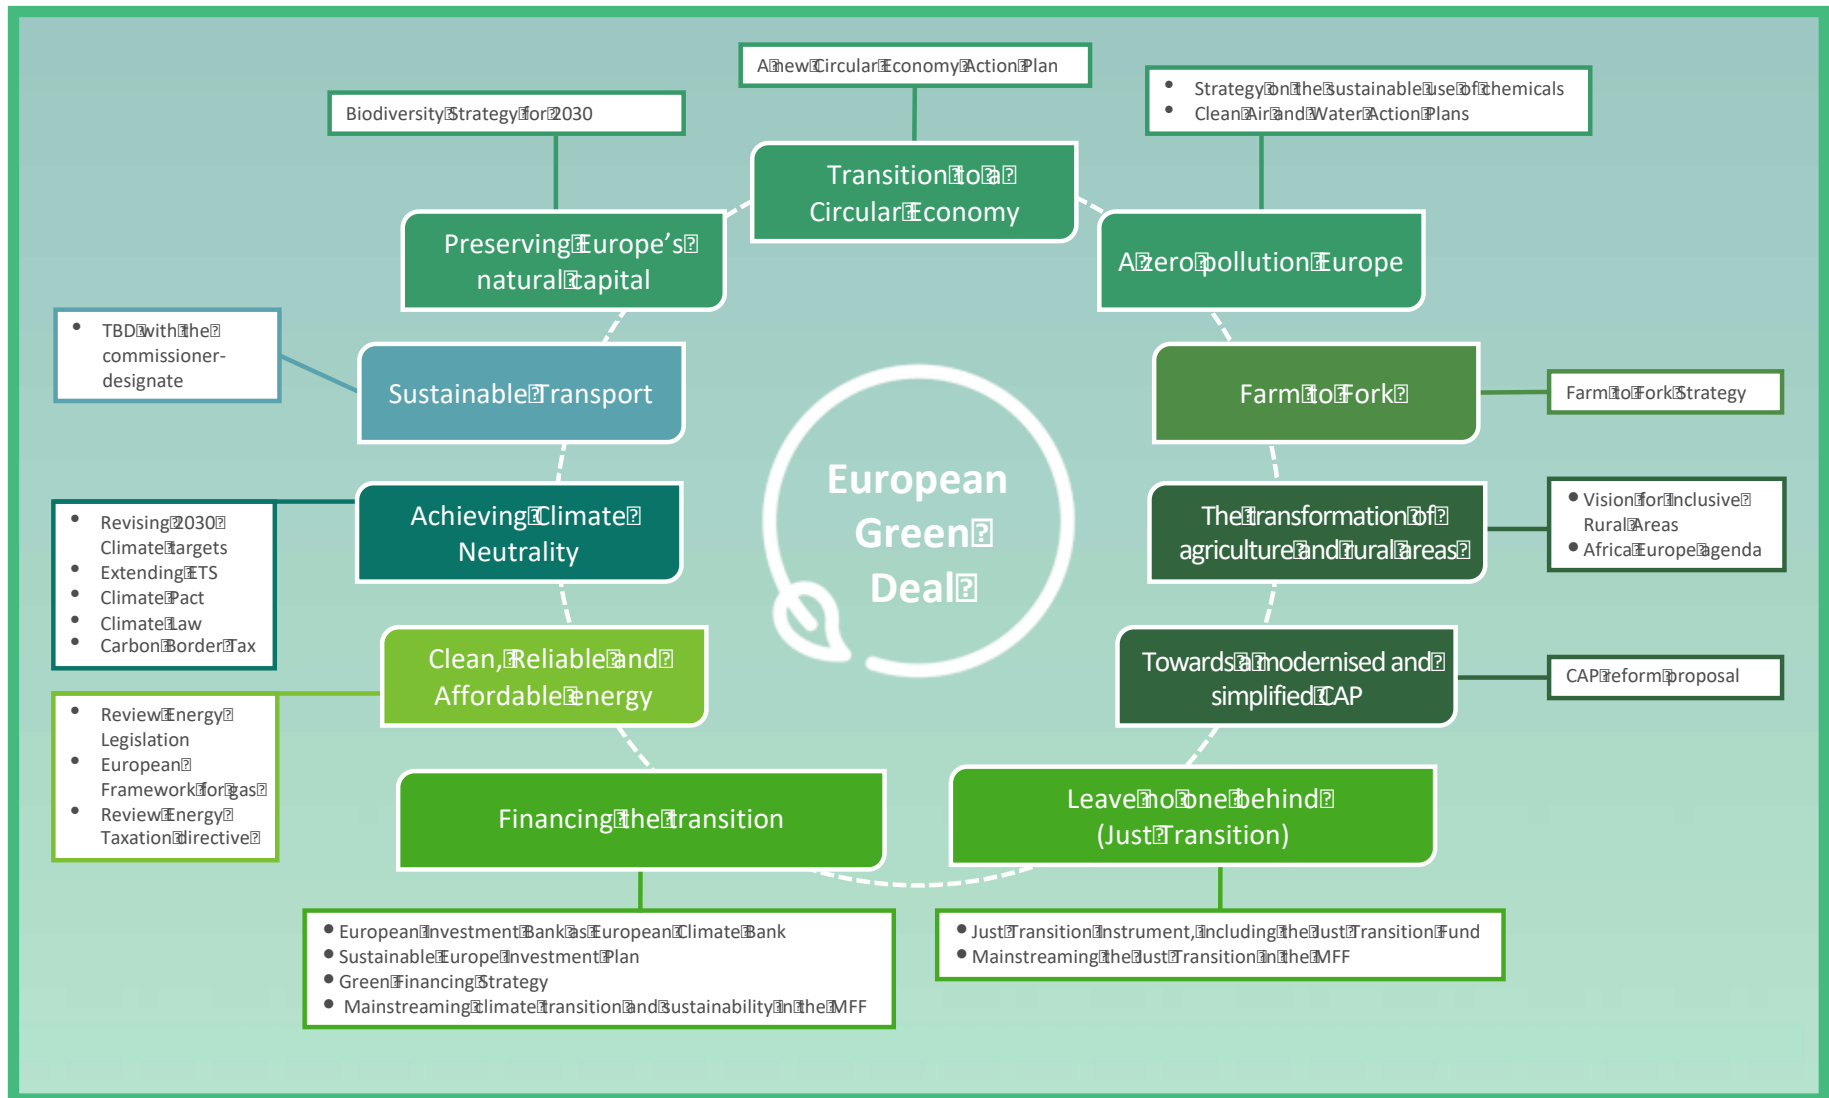 A new Circular Economy Action Plan
Biodiversity Strategy for 2030
• Strategy on the sustainable use of chemicals
• Clean Air and Water Action Plans
Transition to a
Circular Economy
Preserving Europe's
natural capital
A zero pollution Europe
• TBD with the
commissioner-
designate
Sustainable Transport
Farm to Fork
Farm to Fork Strategy
European
Green
Deal
Achieving Climate
Neutrality
• Revising 2030
Climate targets
• Extending ETS
• Climate Pact
• Climate Law
• Carbon Border Tax
The transformation of
agriculture and rural areas
• Vision for Inclusive
Rural Areas
• Africa Europe agenda
Clean, Reliable and
Affordable energy
• Review Energy
Legislation
• European
Framework for gas
• Review Energy
Taxation directive
Towards a modernised and
simplified CAP
CAP reform proposal
Financing the transition
Leave no one behind
(Just Transition)
• European Investment Bank as European Climate Bank
• Sustainable Europe Investment Plan
• Green Financing Strategy
• Mainstreaming climate transition and sustainability in the MFF
• Just Transition Instrument, including the Just Transition Fund
• Mainstreaming the Just Transition in the MFF